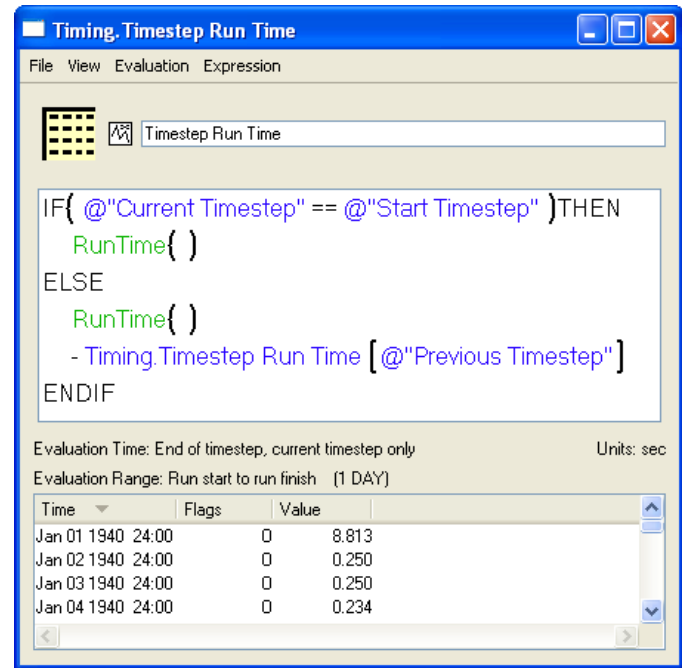 Timing.Timestep Run Time
File View Evaluation Expression
Timestep Run Time
IF( @"Current Timestep" == @"Start Timestep" )THEN
RunTime( )
ELSE
RunTime( )
- Timing.Timestep Run Time [ @"Previous Timestep" ]
ENDIF
Evaluation Time: End of timestep, current timestep only Units: sec
Evaluation Range: Run start to run finish (1 DAY)
Time Flags Value
Jan 01 1940 24:00 O 8.813
Jan 02 1940 24:00 O 0.250
Jan 03 1940 24:00 O 0.250
Jan 04 1940 24:00 O 0.234